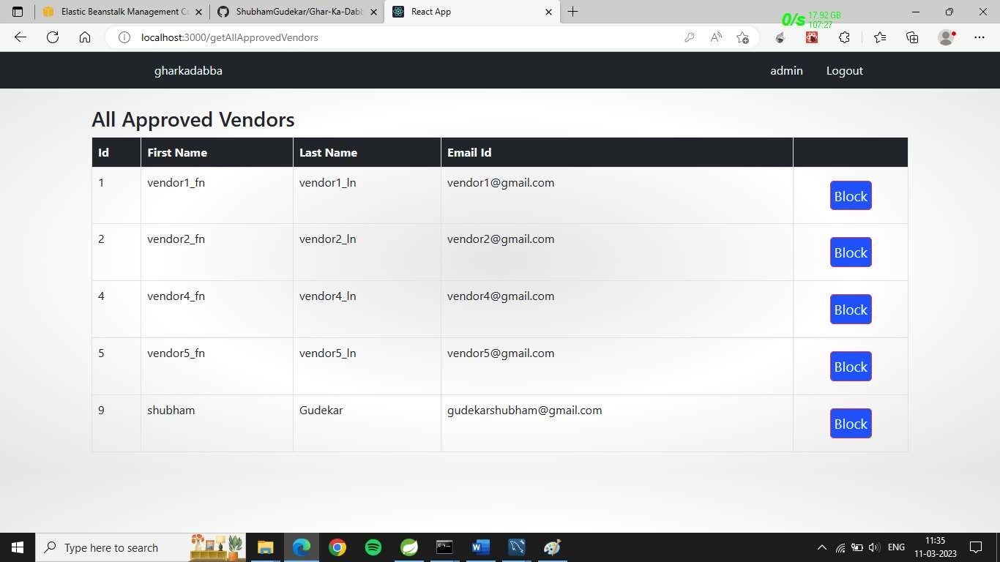 Elastic Beanstalk Management Co
ShubhamGudekar/Ghar-Ka-Dabb
React App
0/s
17.92 GB
107:27
localhost:3000/getAllApprovedVendors
gharkadabba admin Logout
All Approved Vendors
Id First Name Last Name Email Id
1 vendor1_fn vendor1_ln vendor1@gmail.com Block
2 vendor2_fn vendor2_ln vendor2@gmail.com Block
4 vendor4_fn vendor4_ln vendor4@gmail.com Block
5 vendor5_fn vendor5_ln vendor5@gmail.com Block
9 shubham Gudekar gudekarshubham@gmail.com Block
Type here to search
ENG
11:35
11-03-2023